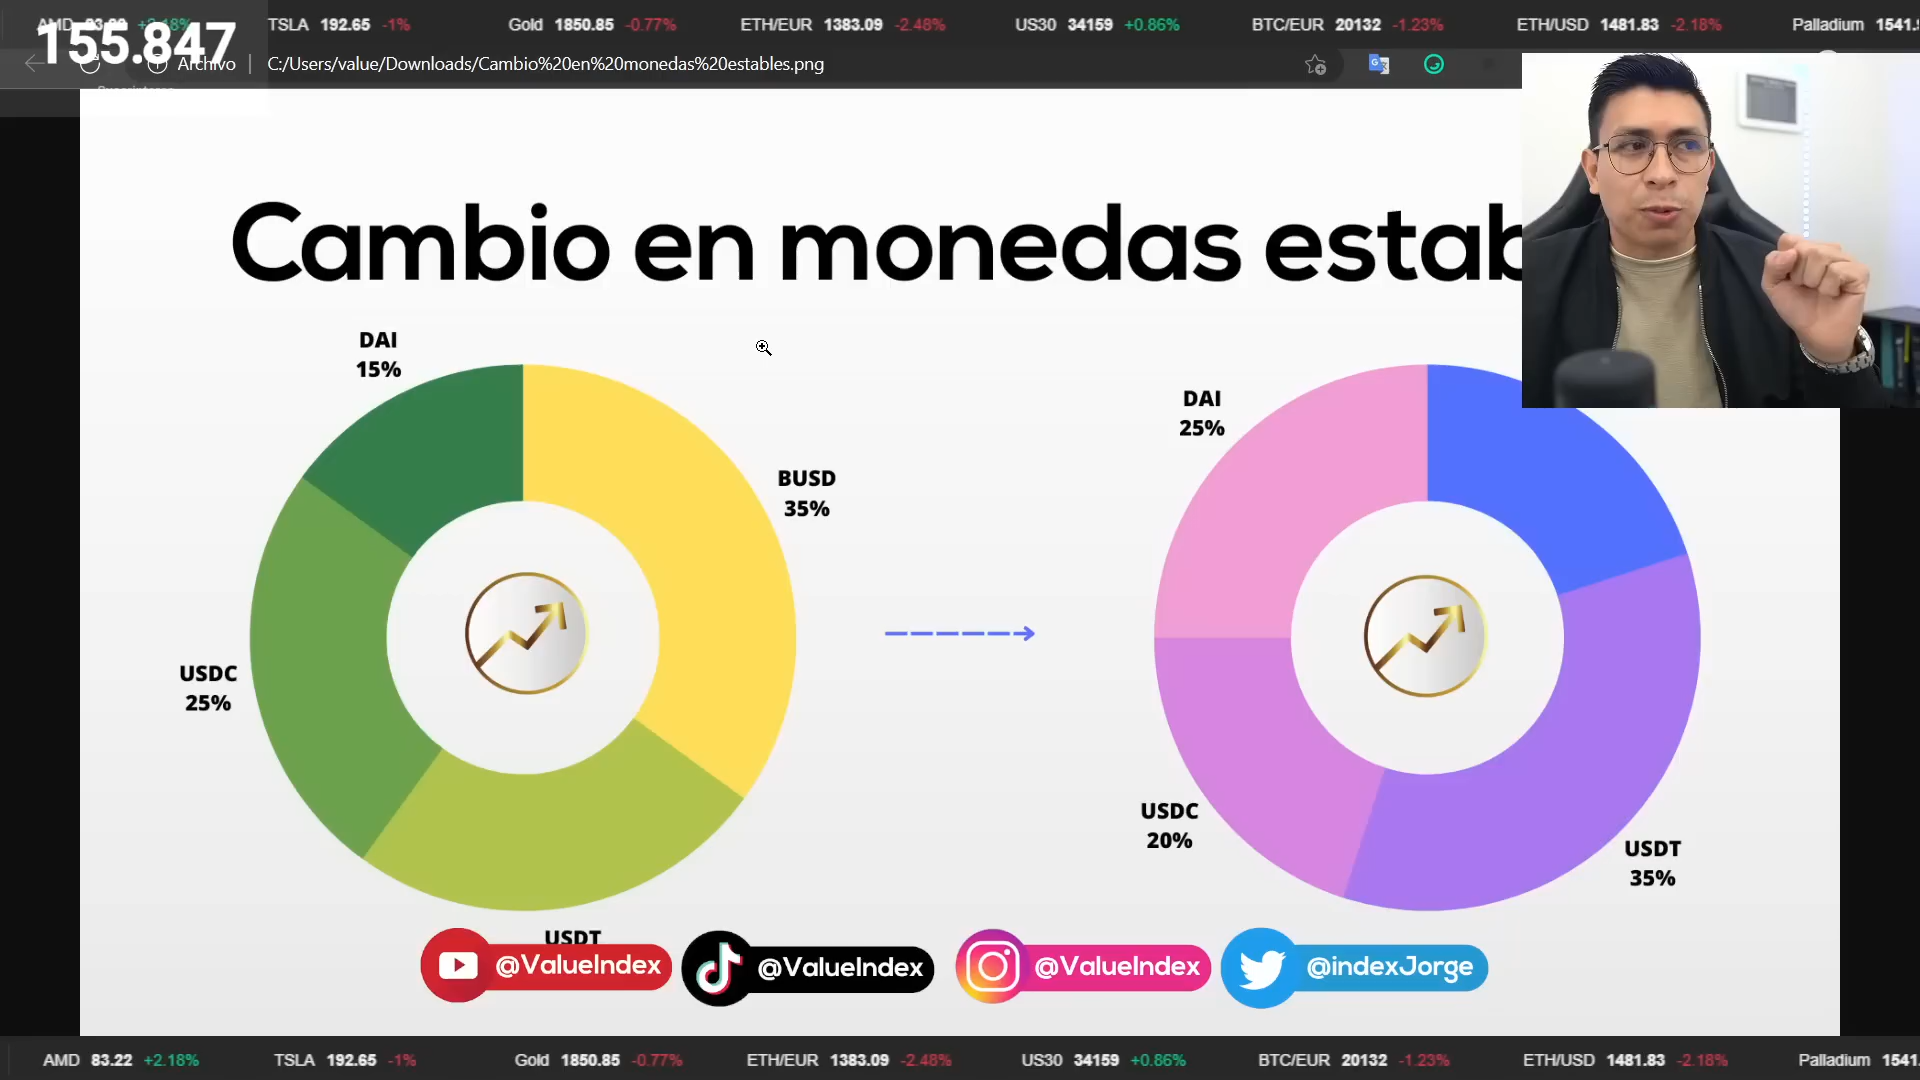 TSLA 192.65 -1% Gold 1850.85 -0.77% ETH/EUR 1383.09 -2.48% US30 34159 +0.86% BTC/EUR 20132 -1.23% ETH/USD 1481.83 -2.18% Palladium 1541.
155.847
Archivo | C:/Users/value/Downloads/Cambio%20en%20monedas%20estables.png
Cambio en monedas estab
DAI
15%
BUSD
35%
USDC
25%
USDT
DAI
25%
USDC
20%
USDT
35%
@ValueIndex
@ValueIndex
@ValueIndex
@indexJorge
AMD 83.22 +2.18% TSLA 192.65 -1% Gold 1850.85 -0.77% ETH/EUR 1383.09 -2.48% US30 34159 +0.86% BTC/EUR 20132 -1.23% ETH/USD 1481.83 -2.18% Palladium 1541.